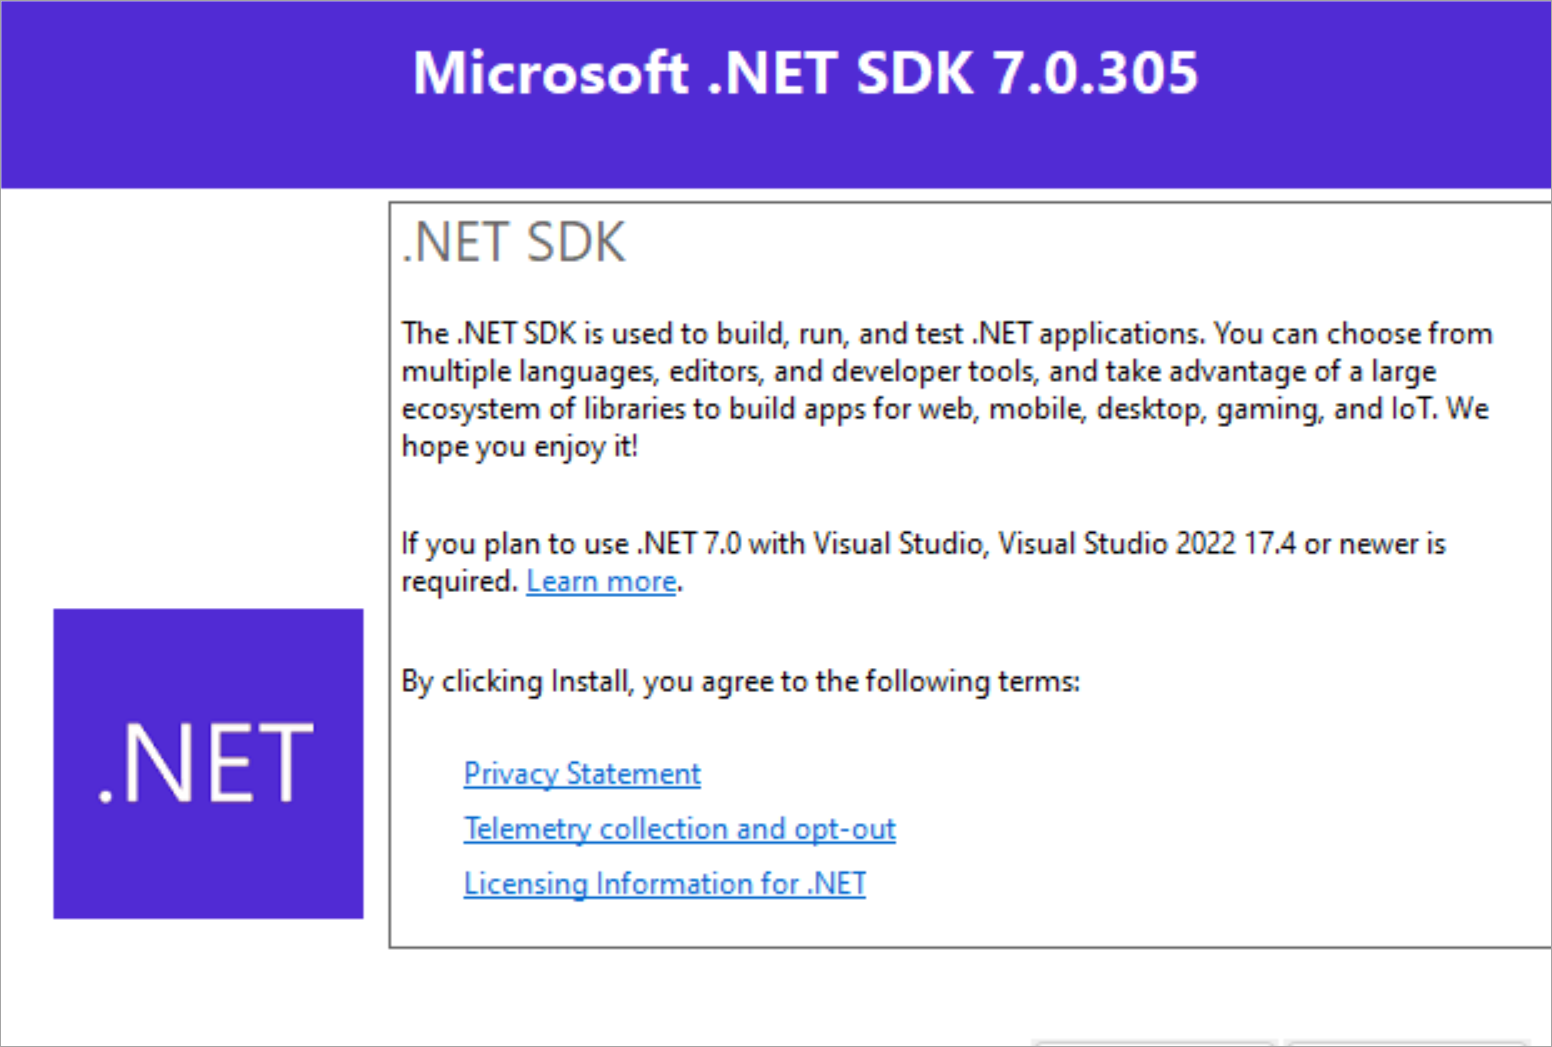 Microsoft .NET SDK 7.0.305
.NET SDK
The .NET SDK is used to build, run, and test .NET applications. You can choose from
multiple languages, editors, and developer tools, and take advantage of a large
ecosystem of libraries to build apps for web, mobile, desktop, gaming, and IoT. We
hope you enjoy it!
If you plan to use .NET 7.0 with Visual Studio, Visual Studio 2022 17.4 or newer is
required. Learn more.
By clicking Install, you agree to the following terms:
.NET
Privacy Statement
Telemetry collection and opt-out
Licensing Information for .NET